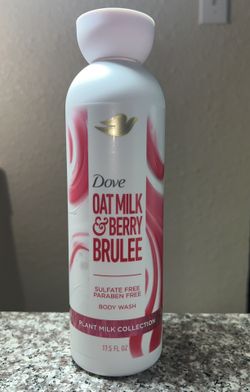 Dove
OAT MILK
& BERRY
BRULEE
SULFATE FREE
PARABEN FREE
BODY WASH
PLANT MILK COLLECTION
17.5 FL OZ